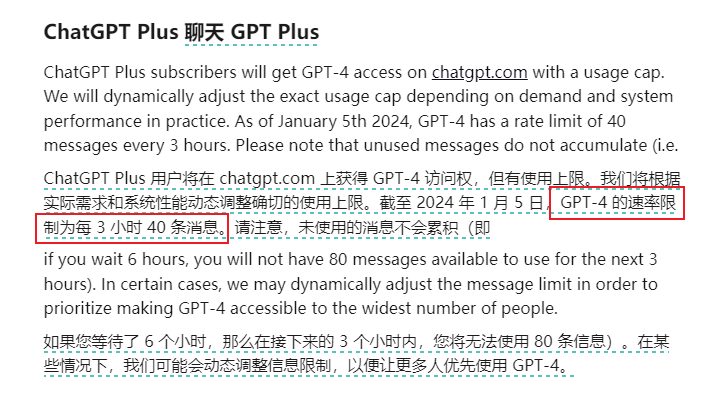 ChatGPT Plus 聊天 GPT Plus
ChatGPT Plus subscribers will get GPT-4 access on chatgpt.com with a usage cap.
We will dynamically adjust the exact usage cap depending on demand and system
performance in practice. As of January 5th 2024, GPT-4 has a rate limit of 40
messages every 3 hours. Please note that unused messages do not accumulate (i.e.
ChatGPT Plus 用户将在 chatgpt.com 上获得 GPT-4 访问权，但有使用上限。我们将根据
实际需求和系统性能动态调整确切的使用上限。截至 2024 年 1 月 5 日，GPT-4 的速率限
制为每 3 小时 40 条消息。请注意，未使用的消息不会累积（即
if you wait 6 hours, you will not have 80 messages available to use for the next 3
hours). In certain cases, we may dynamically adjust the message limit in order to
prioritize making GPT-4 accessible to the widest number of people.
如果您等待了 6 个小时，那么在接下来的 3 个小时内，您将无法使用 80 条信息）。在某
些情况下，我们可能会动态调整信息限制，以便让更多人优先使用 GPT-4。